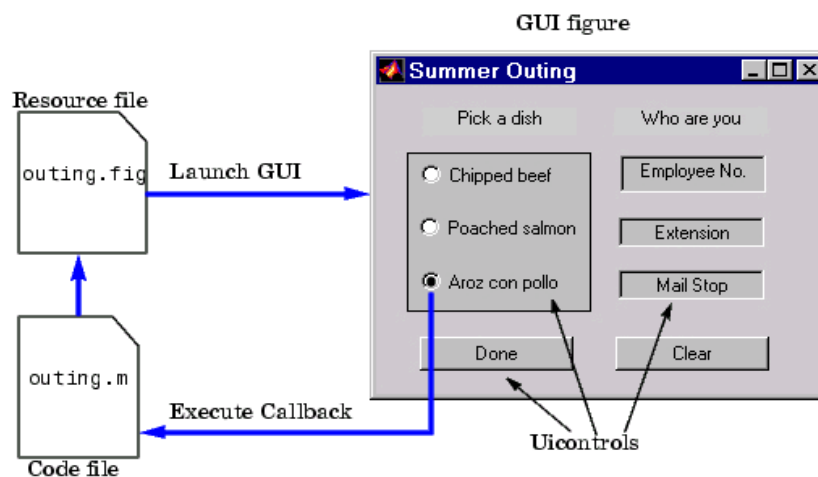 GUI figure
Summer Outing
Resource file
outing.fig
Launch GUI
Pick a dish
Who are you
Chipped beef
Poached salmon
Aroz con pollo
Employee No.
Extension
Mail Stop
Done
Clear
outing.m
Execute Callback
Uicontrols
Code file